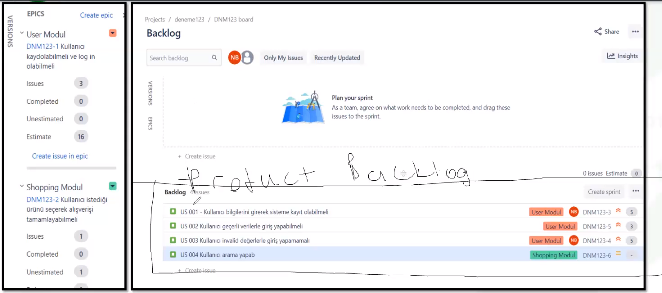 VERSIONS
EPICS
Create epic
User Modul
DNM123-1 Kullanıcı
kaydolabilmeli ve log in
olabilmeli
Issues 3
Completed 0
Unestimated 0
Estimate 16
Create issue in epic
Shopping Modul
DNM123-2 Kullanıcı istediği
ürünü seçerek alışverişi
tamamlayabilmeli
Issues 1
Completed 0
Unestimated 1
Projects / deneme123 / DNM123 board
Backlog
Share
Search backlog
NB
Only My Issues
Recently Updated
Insights
VERSIONS
EPICS
Plan your sprint
As a team, agree on what work needs to be completed, and drag these
issues to the sprint.
+ Create issue
Product Backlog
0 Issues Estimate 0
Backlog
Create sprint
US 001 - Kullanıcı bilgilerini girerek sisteme kayıt olabilmeli User Modul NB DNM123-3 5
US 002 Kullanıcı geçerli verilerle giriş yapabilmeli User Modul DNM123-5 3
US 003 Kullanıcı invalid değerlerle giriş yapamamalı User Modul NB DNM123-4 5
US 004 Kullanıcı arama yapab Shopping Modul DNM123-6 -
+ Create issue